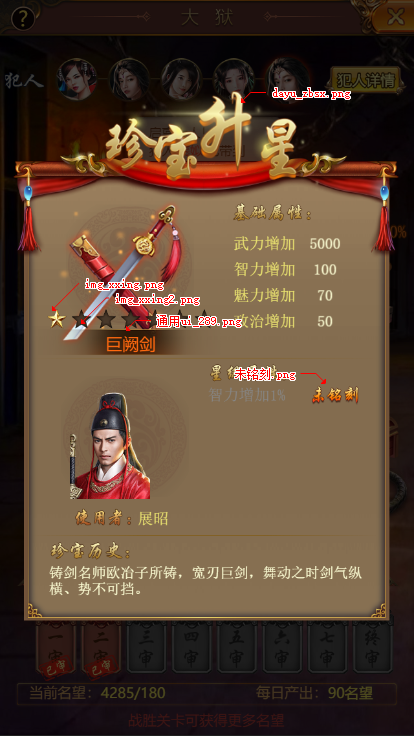 ?
大狱
犯人
犯人详情
dayu_zbsx.png
珍宝升星
0%
基础属性：
武力增加 5000
智力增加 100
魅力增加 70
政治增加 50
img_xxing.png
img_xxing2.png
通用ui_289.png
巨阙剑
星
朱铭刻.png
智力增加1%
未铭刻
使用者：展昭
珍宝历史：
铸剑名师欧冶子所铸，宽刃巨剑，舞动之时剑气纵
横、势不可挡。
一审 二审 三审 四审 五审 六审 七审 终审
当前名望：4285/180 每日产出：90名望
战胜关卡可获得更多名望